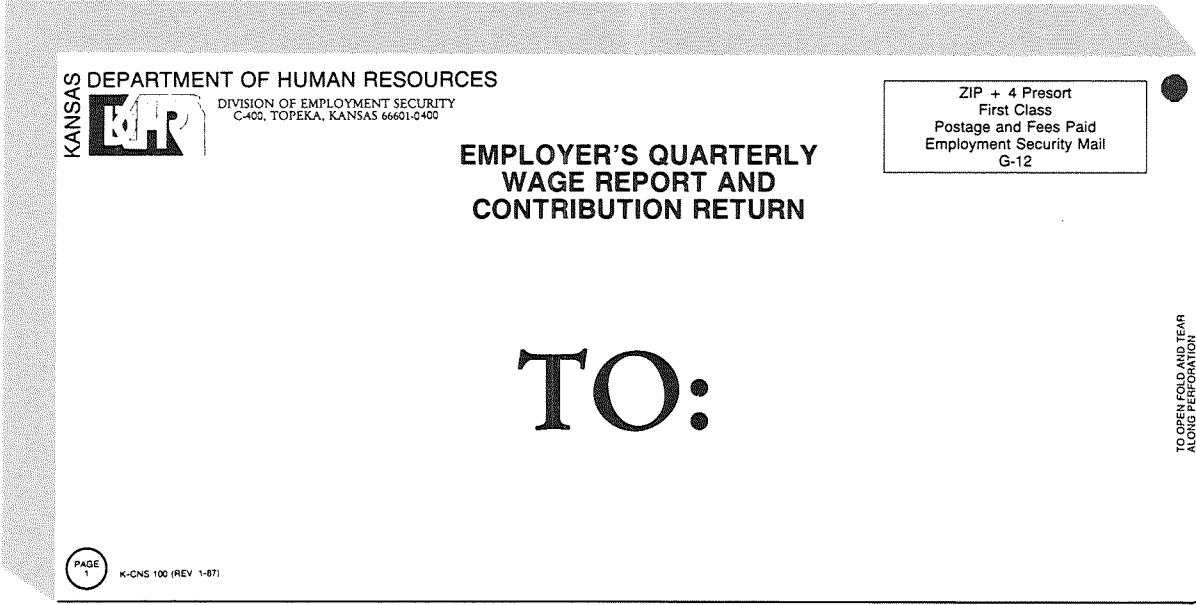 KANSAS
DEPARTMENT OF HUMAN RESOURCES
KDHR
DIVISION OF EMPLOYMENT SECURITY
C-400, TOPEKA, KANSAS 66601-0400
ZIP + 4 Presort
First Class
Postage and Fees Paid
Employment Security Mail
G-12
EMPLOYER'S QUARTERLY
WAGE REPORT AND
CONTRIBUTION RETURN
TO:
TO OPEN FOLD AND TEAR
ALONG PERFORATION
PAGE
1
K-CNS 100 (REV 1-87)